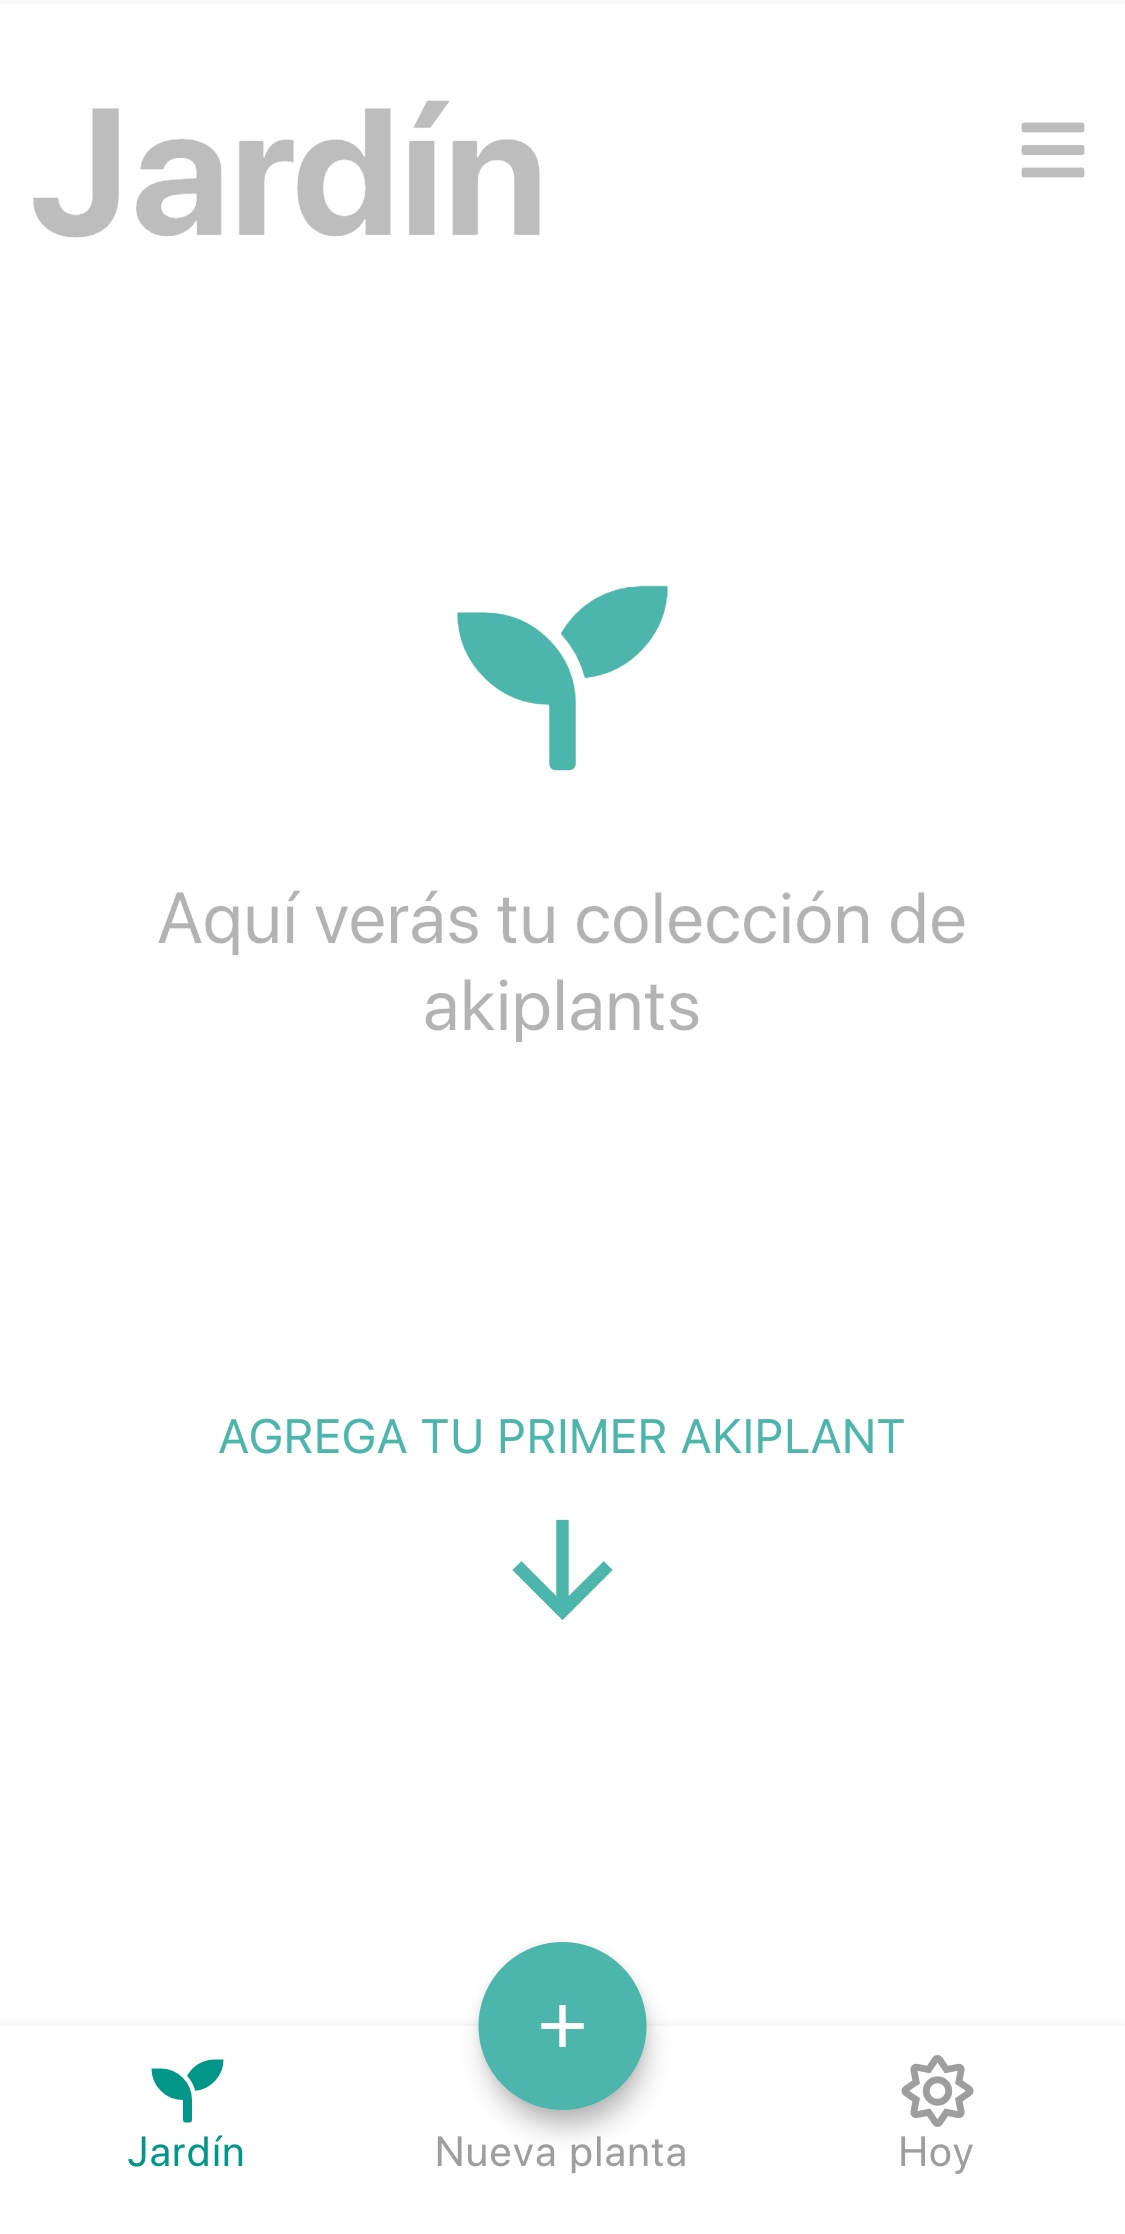 Jardín
Aquí verás tu colección de
akiplants
AGREGA TU PRIMER AKIPLANT
Jardín
Nueva planta
Hoy